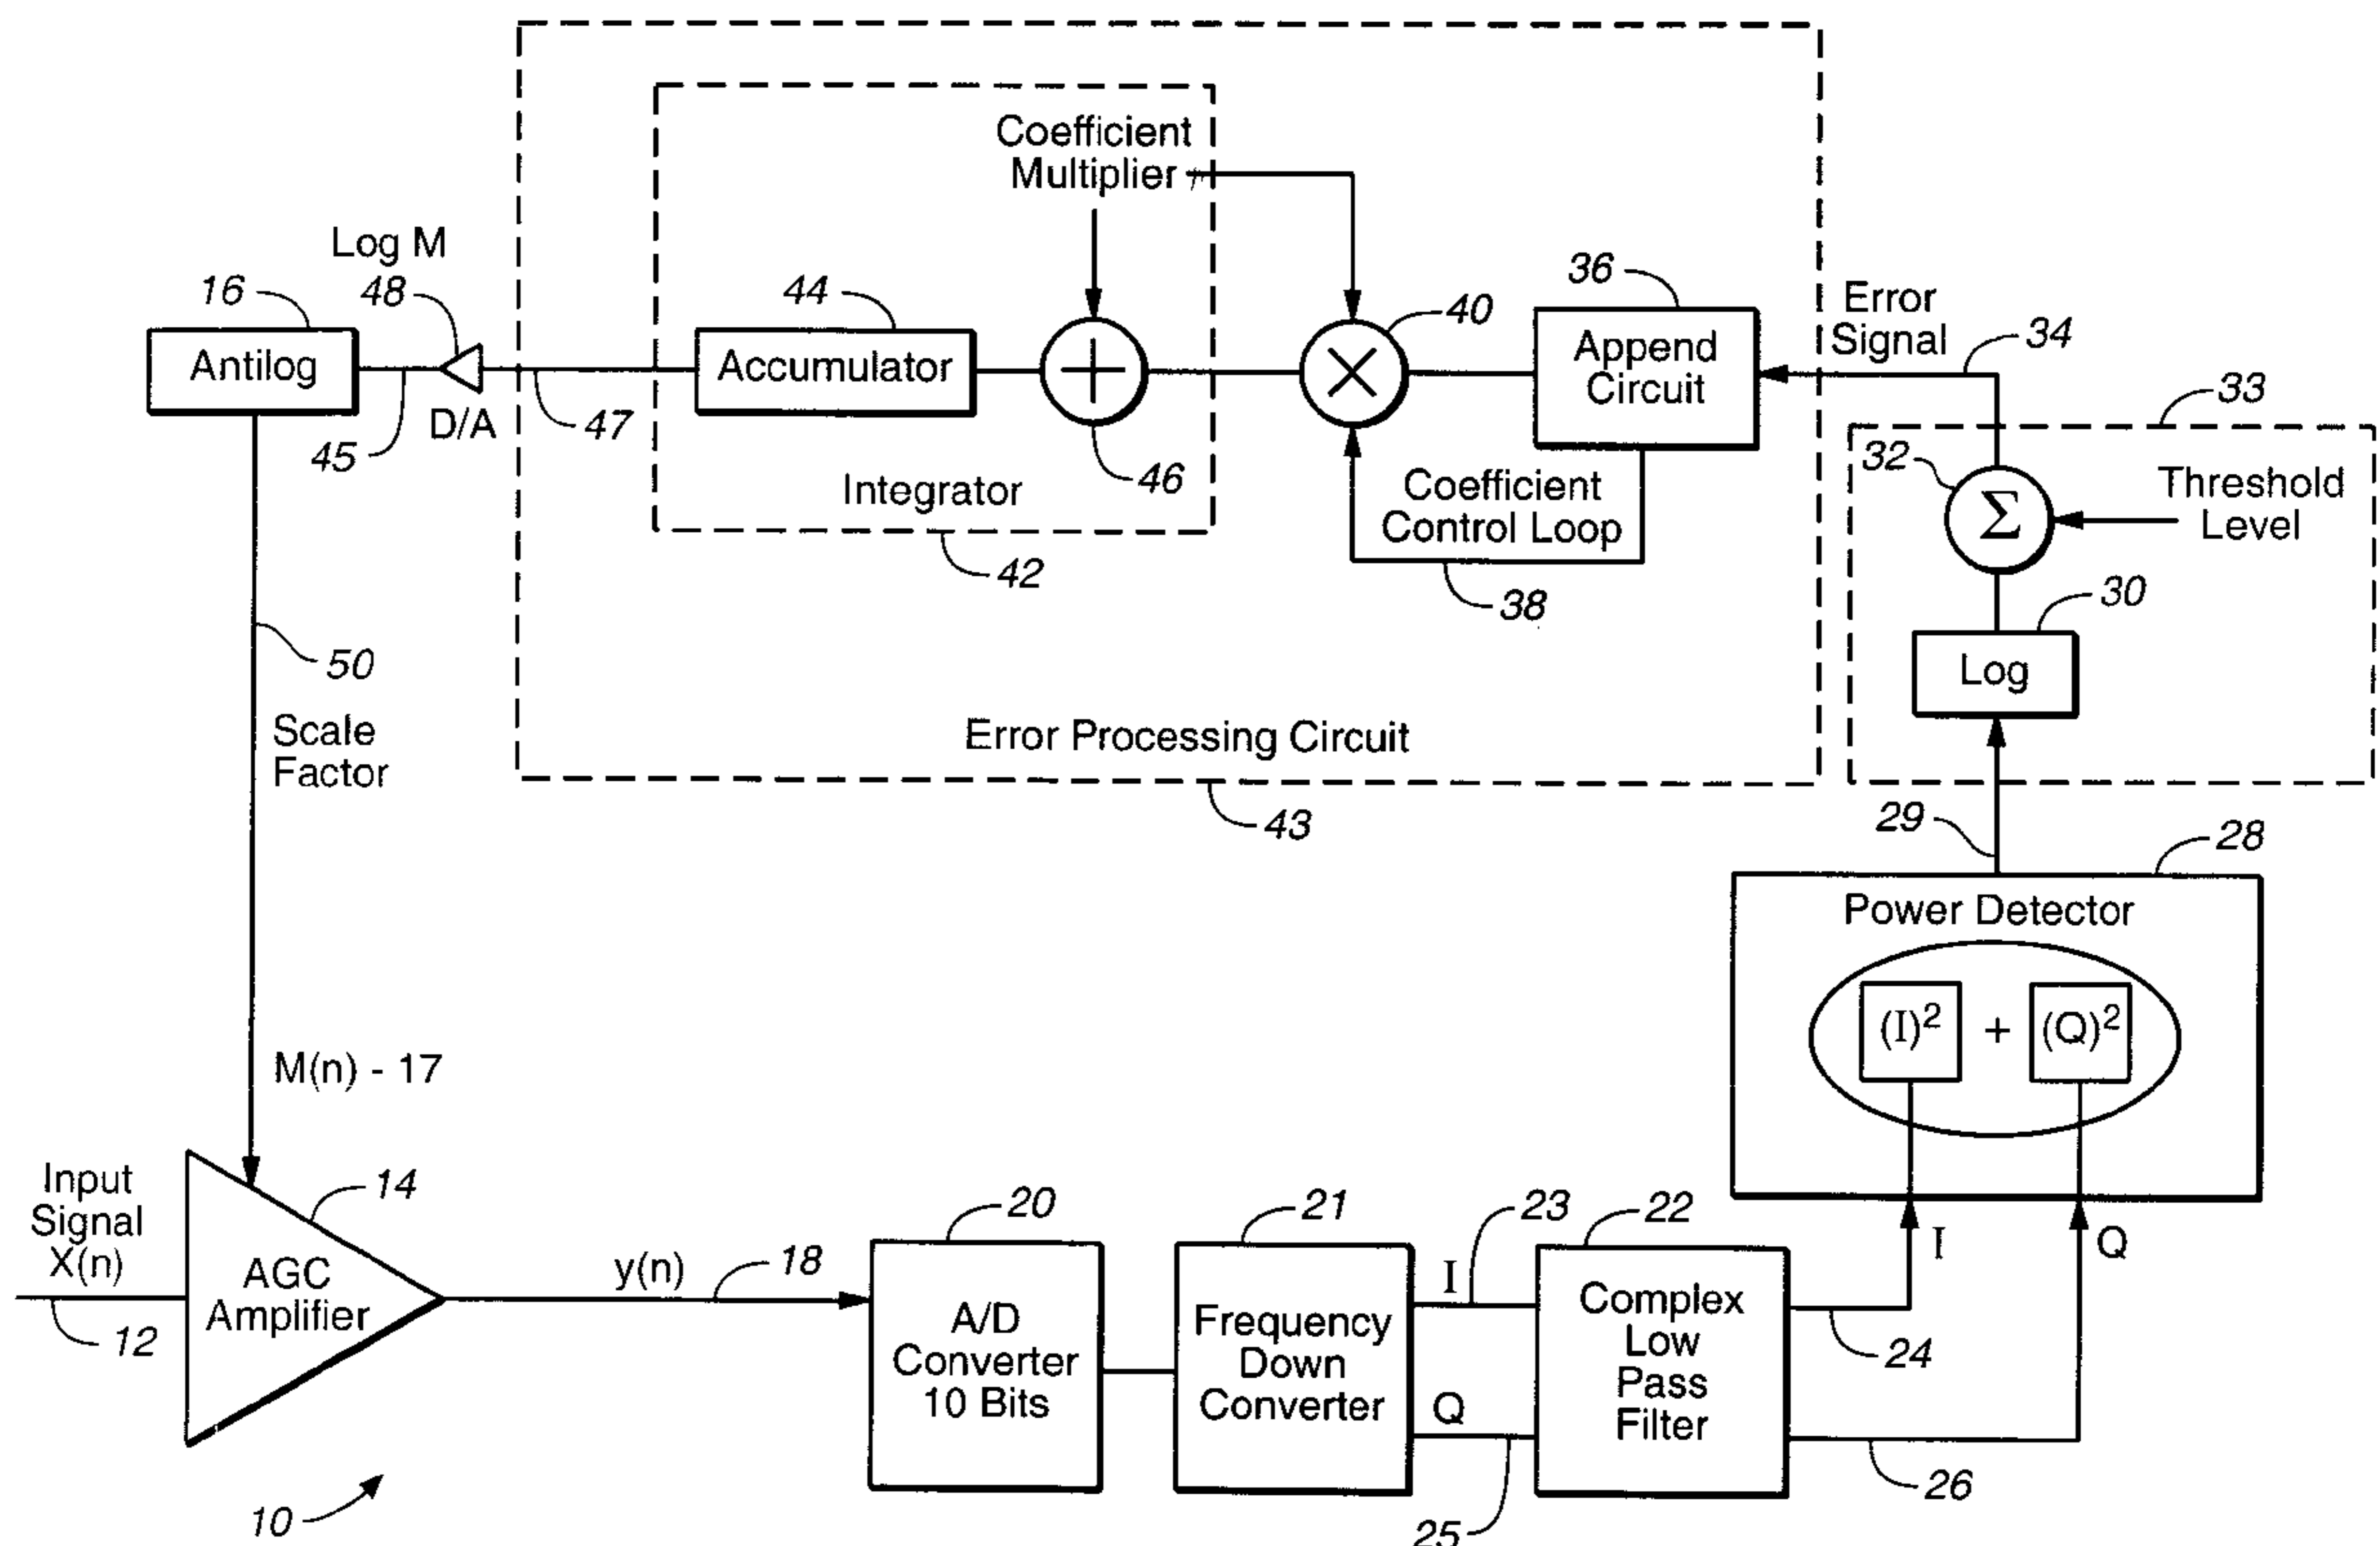 Coefficient
Multiplier
Log M
16
48
44
40
36
Error
Signal
34
Antilog
Accumulator
+
×
Append
Circuit
33
D/A
45
47
46
32
Σ
Threshold
Level
Integrator
Coefficient
Control Loop
42
38
30
Log
50
Scale
Factor
Error Processing Circuit
43
29
28
Power Detector
(I)² + (Q)²
M(n) - 17
Input
Signal
X(n)
14
AGC
Amplifier
12
y(n)
18
20
A/D
Converter
10 Bits
21
Frequency
Down
Converter
I
23
Q
25
22
Complex
Low
Pass
Filter
I
Q
24
26
10